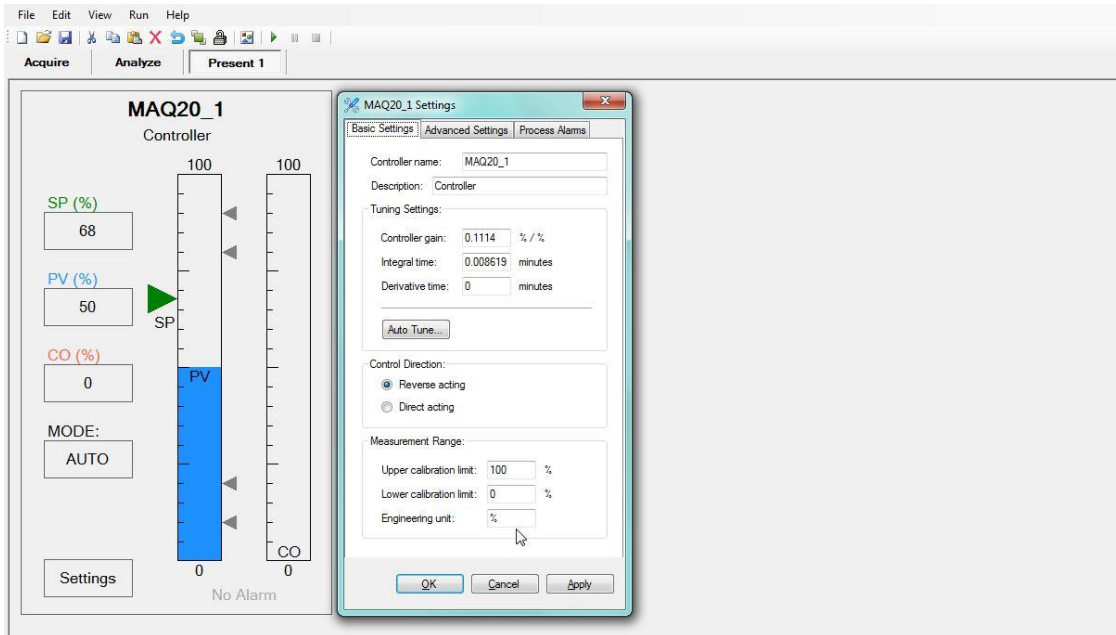 File Edit View Run Help
Acquire Analyze Present 1
MAQ20_1
Controller
100 100
SP (%)
68
PV (%)
50
SP
CO (%)
0
PV
MODE:
AUTO
CO
0 0
Settings
No Alarm
MAQ20_1 Settings
Basic Settings Advanced Settings Process Alarms
Controller name: MAQ20_1
Description: Controller
Tuning Settings:
Controller gain: 0.1114 % / %
Integral time: 0.008619 minutes
Derivative time: 0 minutes
Auto Tune...
Control Direction:
Reverse acting
Direct acting
Measurement Range:
Upper calibration limit: 100 %
Lower calibration limit: 0 %
Engineering unit: %
OK Cancel Apply